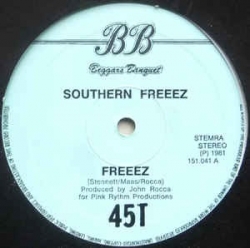 BB
Beggars Banquet
SOUTHERN FREEEZ
STEMRA
STEREO
(P) 1981
151.041 A
FREEEZ
(Stennett/Maas/Rocca)
Produced by John Rocca
for Pink Rythm Productions
45T